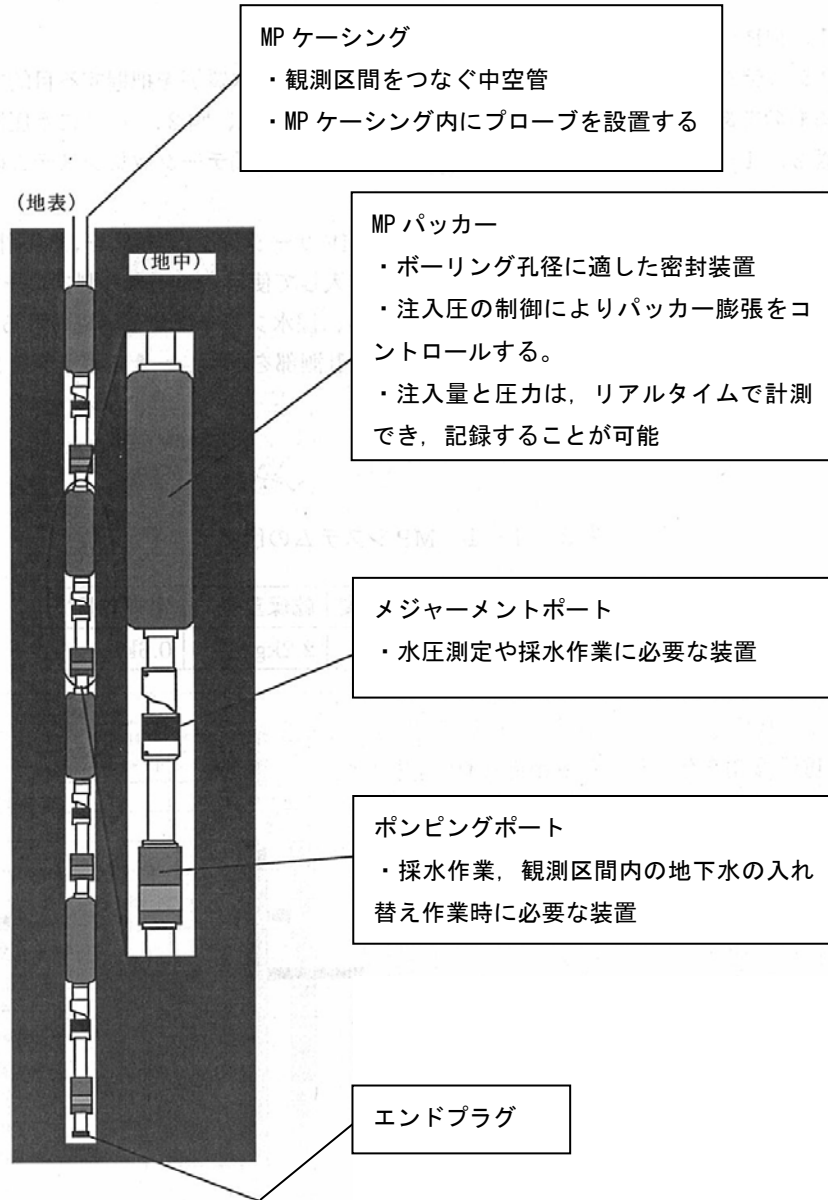 MP ケーシング
・観測区間をつなぐ中空管
・MP ケーシング内にプローブを設置する
(地表)
(地中)
MP パッカー
・ボーリング孔径に適した密封装置
・注入圧の制御によりパッカー膨張をコ
ントロールする。
・注入量と圧力は，リアルタイムで計測
でき，記録することが可能
メジャーメントポート
・水圧測定や採水作業に必要な装置
ポンピングポート
・採水作業，観測区間内の地下水の入れ
替え作業時に必要な装置
エンドプラグ